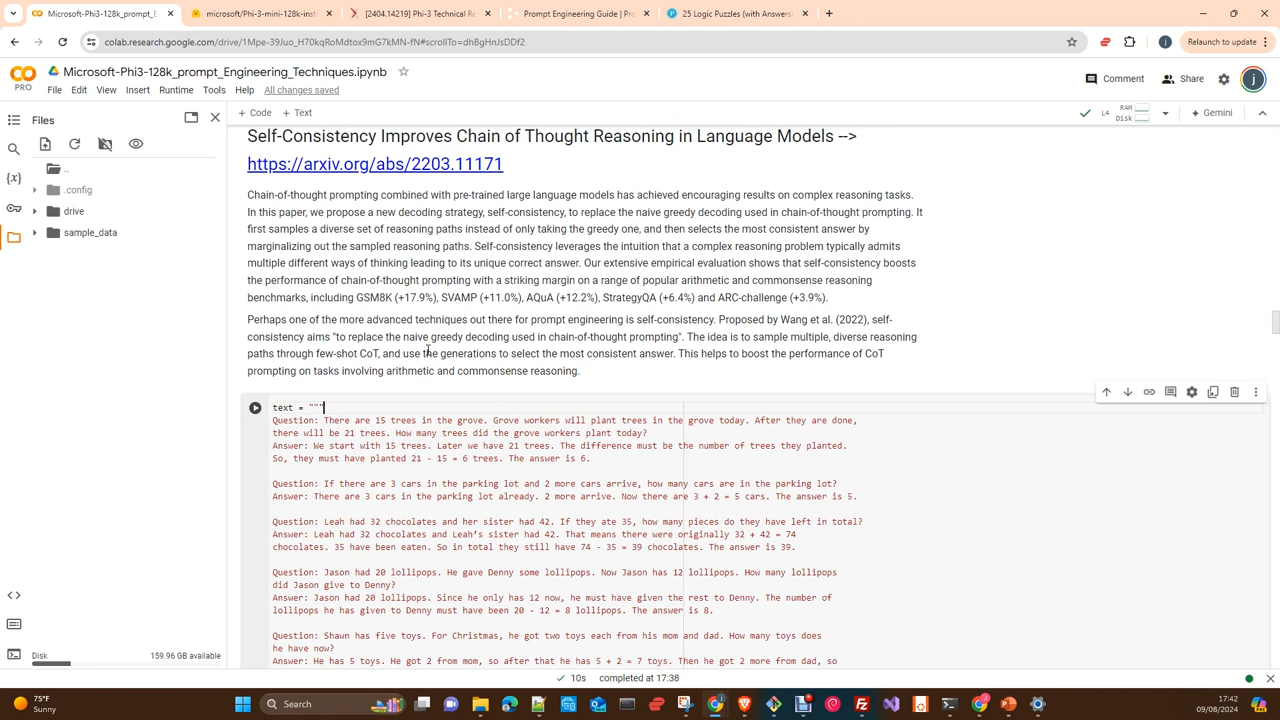 Microsoft-Phi3-128k_prompt_E
microsoft/Phi-3-mini-128k-inst
[2404.14219] Phi-3 Technical Re
Prompt Engineering Guide | Pro
25 Logic Puzzles (with Answers)
colab.research.google.com/drive/1Mpe-39Juo_H70kqRoMdtox9mG7kMN-fN#scrollTo=dhBgHnJsDDf2
Relaunch to update
Microsoft-Phi3-128k_prompt_Engineering_Techniques.ipynb
Comment
Share
PRO
File Edit View Insert Runtime Tools Help All changes saved
Files
+ Code + Text
L4 RAM Disk
Gemini
..
.config
drive
sample_data
Self-Consistency Improves Chain of Thought Reasoning in Language Models -->
https://arxiv.org/abs/2203.11171
Chain-of-thought prompting combined with pre-trained large language models has achieved encouraging results on complex reasoning tasks.
In this paper, we propose a new decoding strategy, self-consistency, to replace the naive greedy decoding used in chain-of-thought prompting. It
first samples a diverse set of reasoning paths instead of only taking the greedy one, and then selects the most consistent answer by
marginalizing out the sampled reasoning paths. Self-consistency leverages the intuition that a complex reasoning problem typically admits
multiple different ways of thinking leading to its unique correct answer. Our extensive empirical evaluation shows that self-consistency boosts
the performance of chain-of-thought prompting with a striking margin on a range of popular arithmetic and commonsense reasoning
benchmarks, including GSM8K (+17.9%), SVAMP (+11.0%), AQuA (+12.2%), StrategyQA (+6.4%) and ARC-challenge (+3.9%).
Perhaps one of the more advanced techniques out there for prompt engineering is self-consistency. Proposed by Wang et al. (2022), self-
consistency aims "to replace the naive greedy decoding used in chain-of-thought prompting". The idea is to sample multiple, diverse reasoning
paths through few-shot CoT, and use the generations to select the most consistent answer. This helps to boost the performance of CoT
prompting on tasks involving arithmetic and commonsense reasoning.
text = """
Question: There are 15 trees in the grove. Grove workers will plant trees in the grove today. After they are done,
there will be 21 trees. How many trees did the grove workers plant today?
Answer: We start with 15 trees. Later we have 21 trees. The difference must be the number of trees they planted.
So, they must have planted 21 - 15 = 6 trees. The answer is 6.
Question: If there are 3 cars in the parking lot and 2 more cars arrive, how many cars are in the parking lot?
Answer: There are 3 cars in the parking lot already. 2 more arrive. Now there are 3 + 2 = 5 cars. The answer is 5.
Question: Leah had 32 chocolates and her sister had 42. If they ate 35, how many pieces do they have left in total?
Answer: Leah had 32 chocolates and Leah’s sister had 42. That means there were originally 32 + 42 = 74
chocolates. 35 have been eaten. So in total they still have 74 - 35 = 39 chocolates. The answer is 39.
Question: Jason had 20 lollipops. He gave Denny some lollipops. Now Jason has 12 lollipops. How many lollipops
did Jason give to Denny?
Answer: Jason had 20 lollipops. Since he only has 12 now, he must have given the rest to Denny. The number of
lollipops he has given to Denny must have been 20 - 12 = 8 lollipops. The answer is 8.
Question: Shawn has five toys. For Christmas, he got two toys each from his mom and dad. How many toys does
he have now?
Answer: He has 5 toys. He got 2 from mom, so after that he has 5 + 2 = 7 toys. Then he got 2 more from dad, so
Disk 159.96 GB available
10s completed at 17:38
75°F
Sunny
Search
17:42
09/08/2024